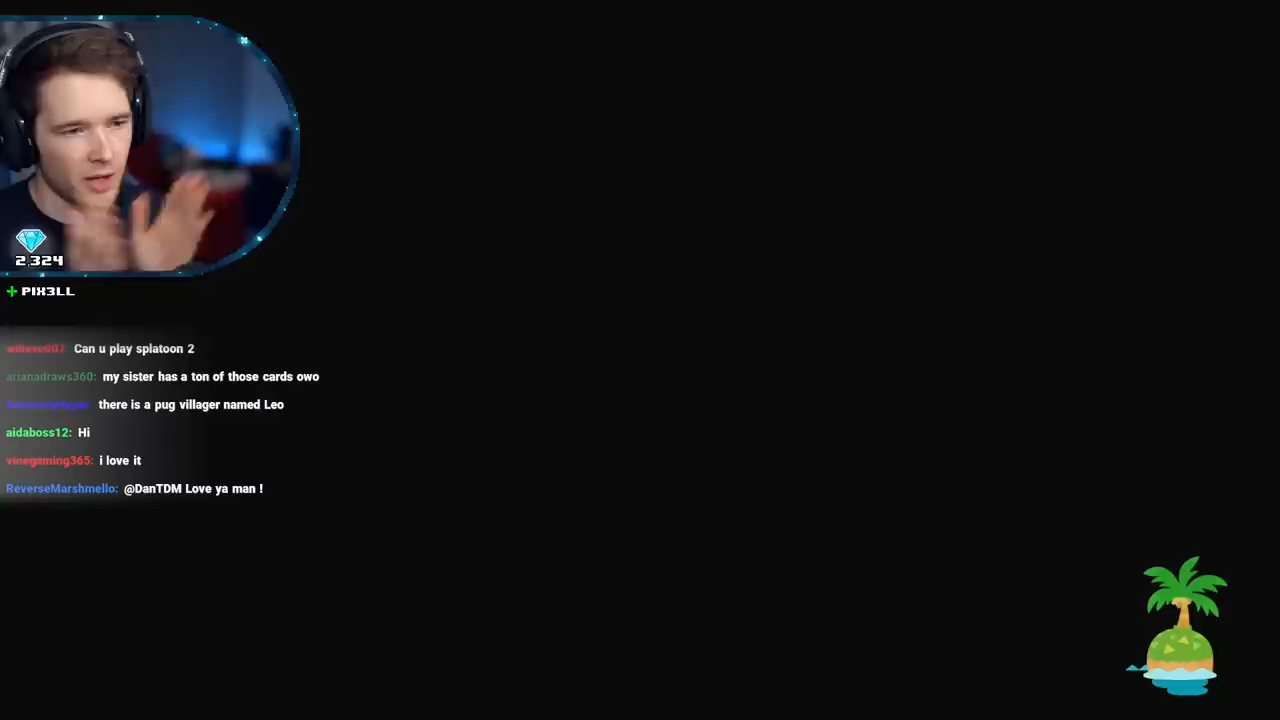 2,324
+ PIX3LL
Can u play splatoon 2
arianadraws360: my sister has a ton of those cards owo
there is a pug villager named Leo
aidaboss12: Hi
vinegaming365: i love it
ReverseMarshmello: @DanTDM Love ya man !